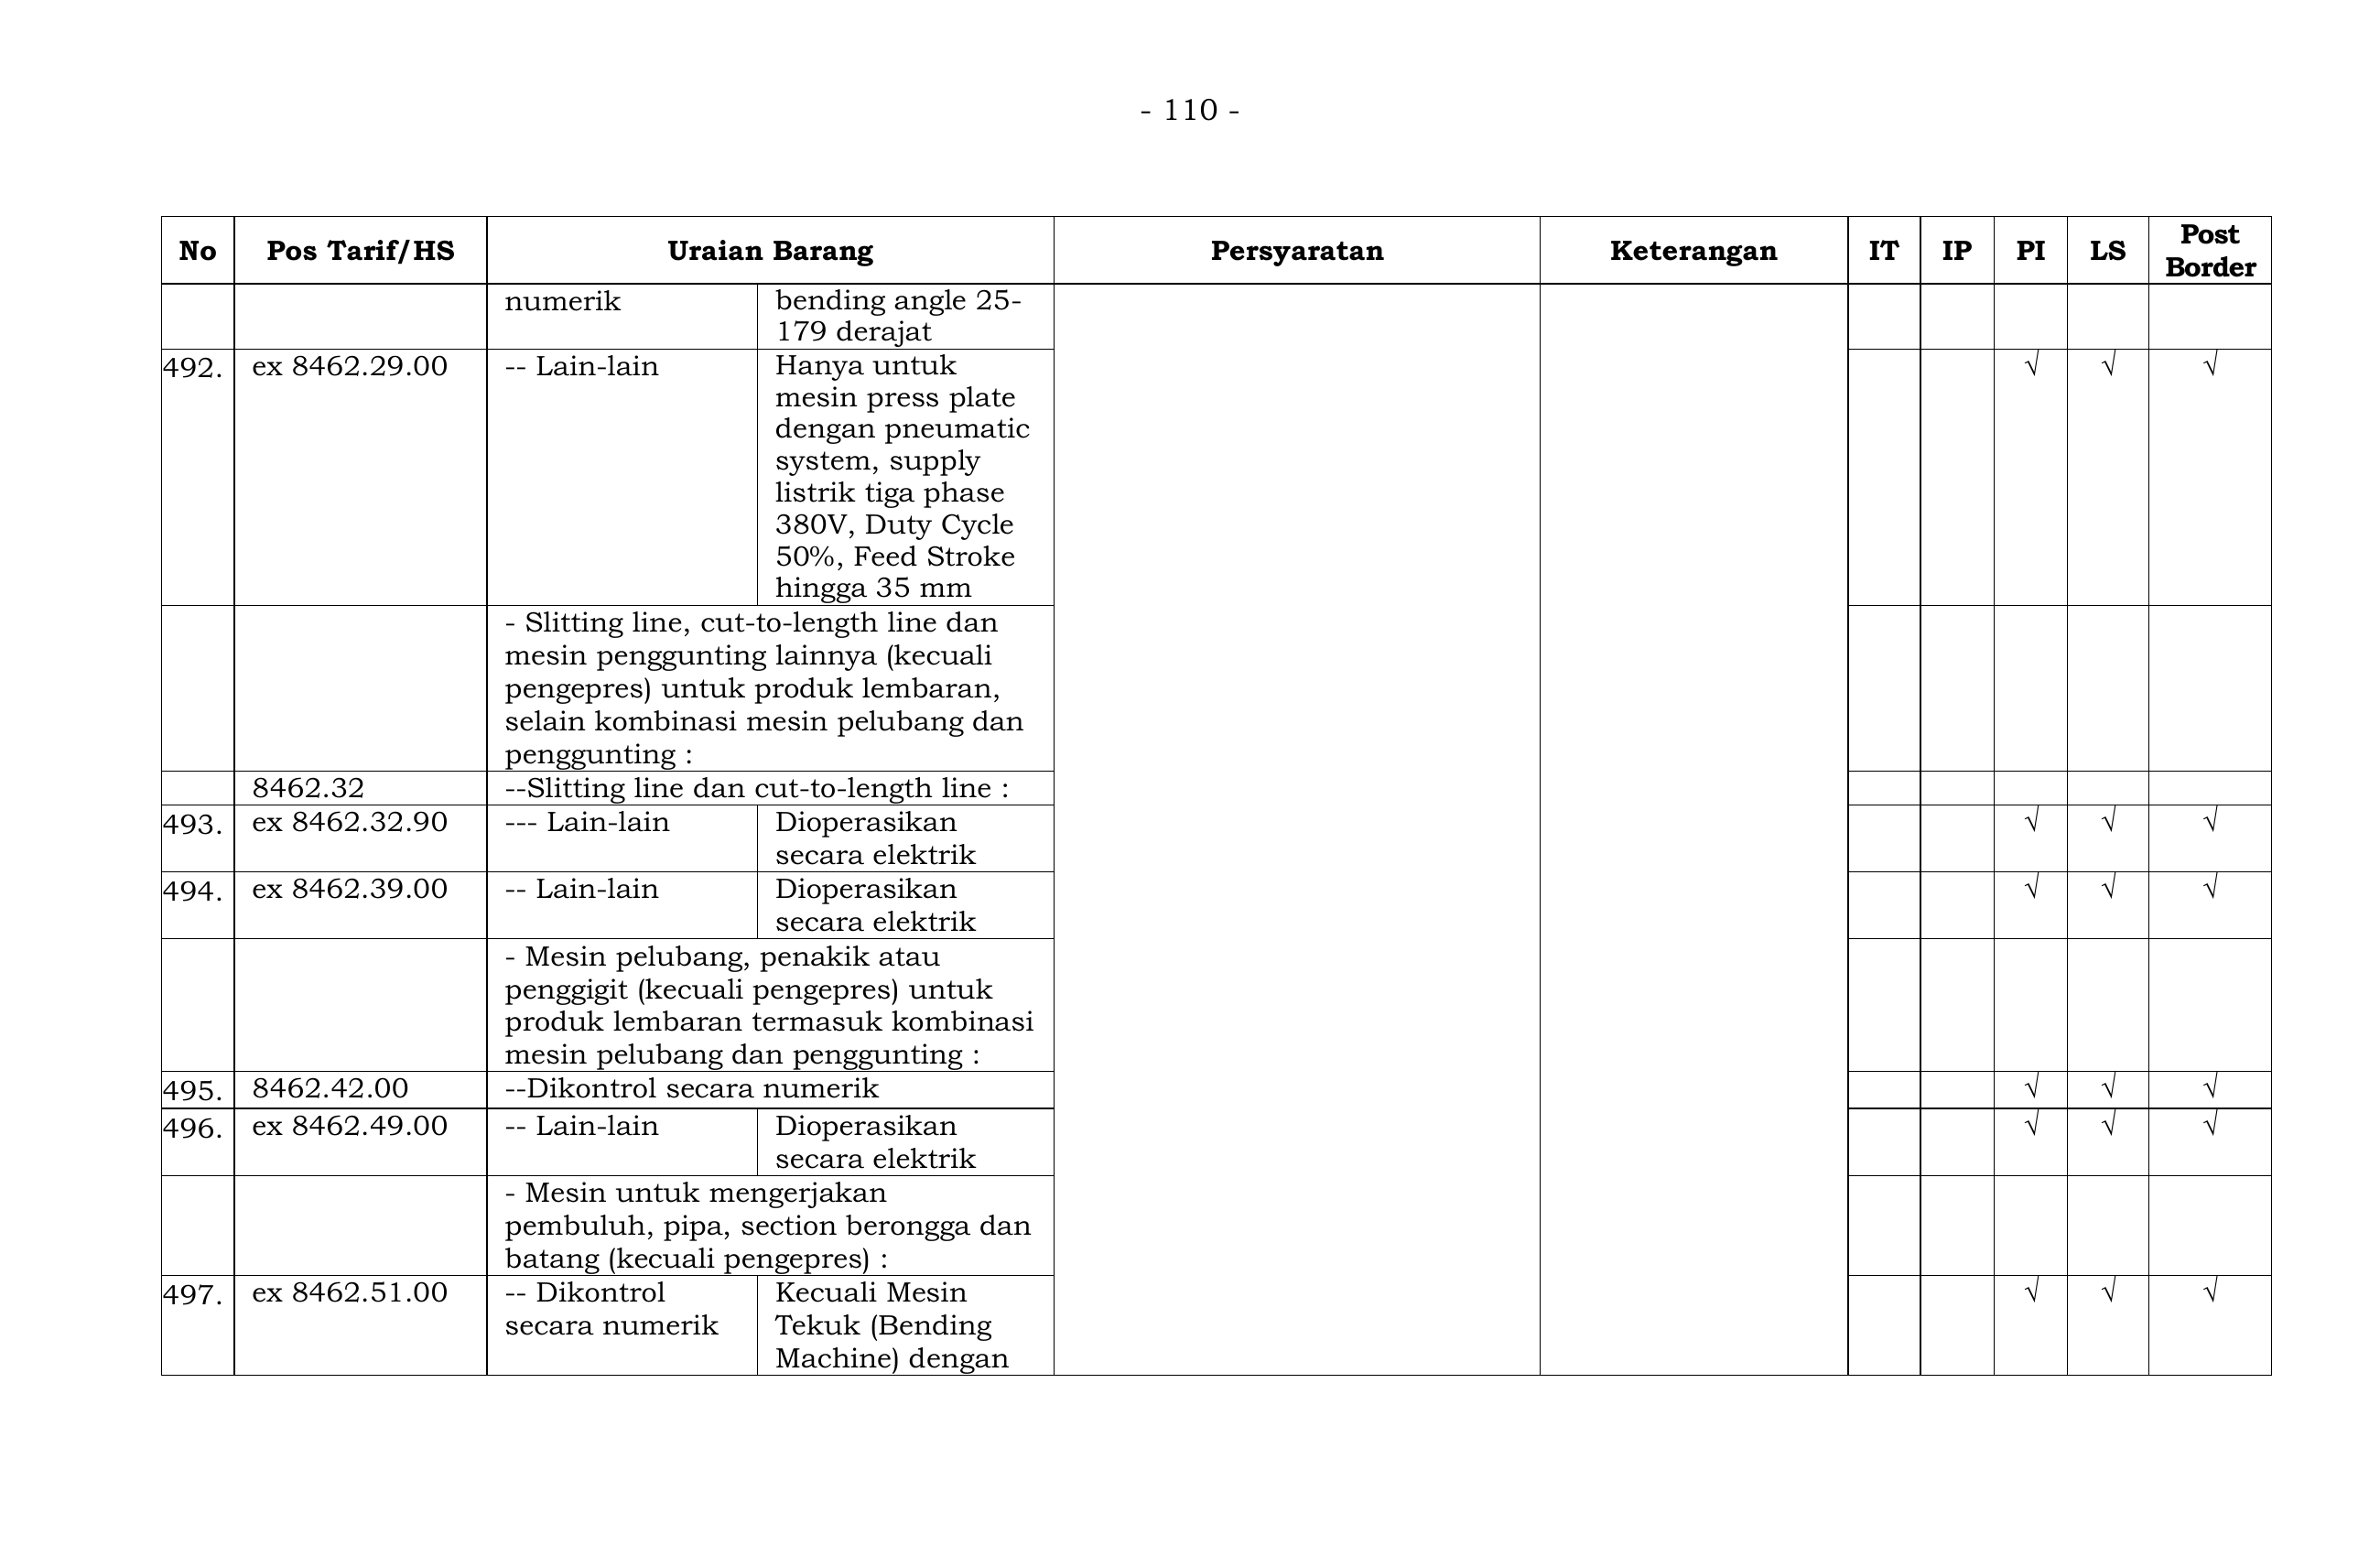 - 110 -
No Pos Tarif/HS Uraian Barang Persyaratan Keterangan IT IP PI LS Post Border
numerik bending angle 25-
179 derajat
492. ex 8462.29.00 -- Lain-lain Hanya untuk √ √ √
mesin press plate
dengan pneumatic
system, supply
listrik tiga phase
380V, Duty Cycle
50%, Feed Stroke
hingga 35 mm
- Slitting line, cut-to-length line dan
mesin penggunting lainnya (kecuali
pengepres) untuk produk lembaran,
selain kombinasi mesin pelubang dan
penggunting :
8462.32 --Slitting line dan cut-to-length line :
493. ex 8462.32.90 --- Lain-lain Dioperasikan √ √ √
secara elektrik
494. ex 8462.39.00 -- Lain-lain Dioperasikan √ √ √
secara elektrik
- Mesin pelubang, penakik atau
penggigit (kecuali pengepres) untuk
produk lembaran termasuk kombinasi
mesin pelubang dan penggunting :
495. 8462.42.00 --Dikontrol secara numerik √ √ √
496. ex 8462.49.00 -- Lain-lain Dioperasikan √ √ √
secara elektrik
- Mesin untuk mengerjakan
pembuluh, pipa, section berongga dan
batang (kecuali pengepres) :
497. ex 8462.51.00 -- Dikontrol Kecuali Mesin √ √ √
secara numerik Tekuk (Bending
Machine) dengan